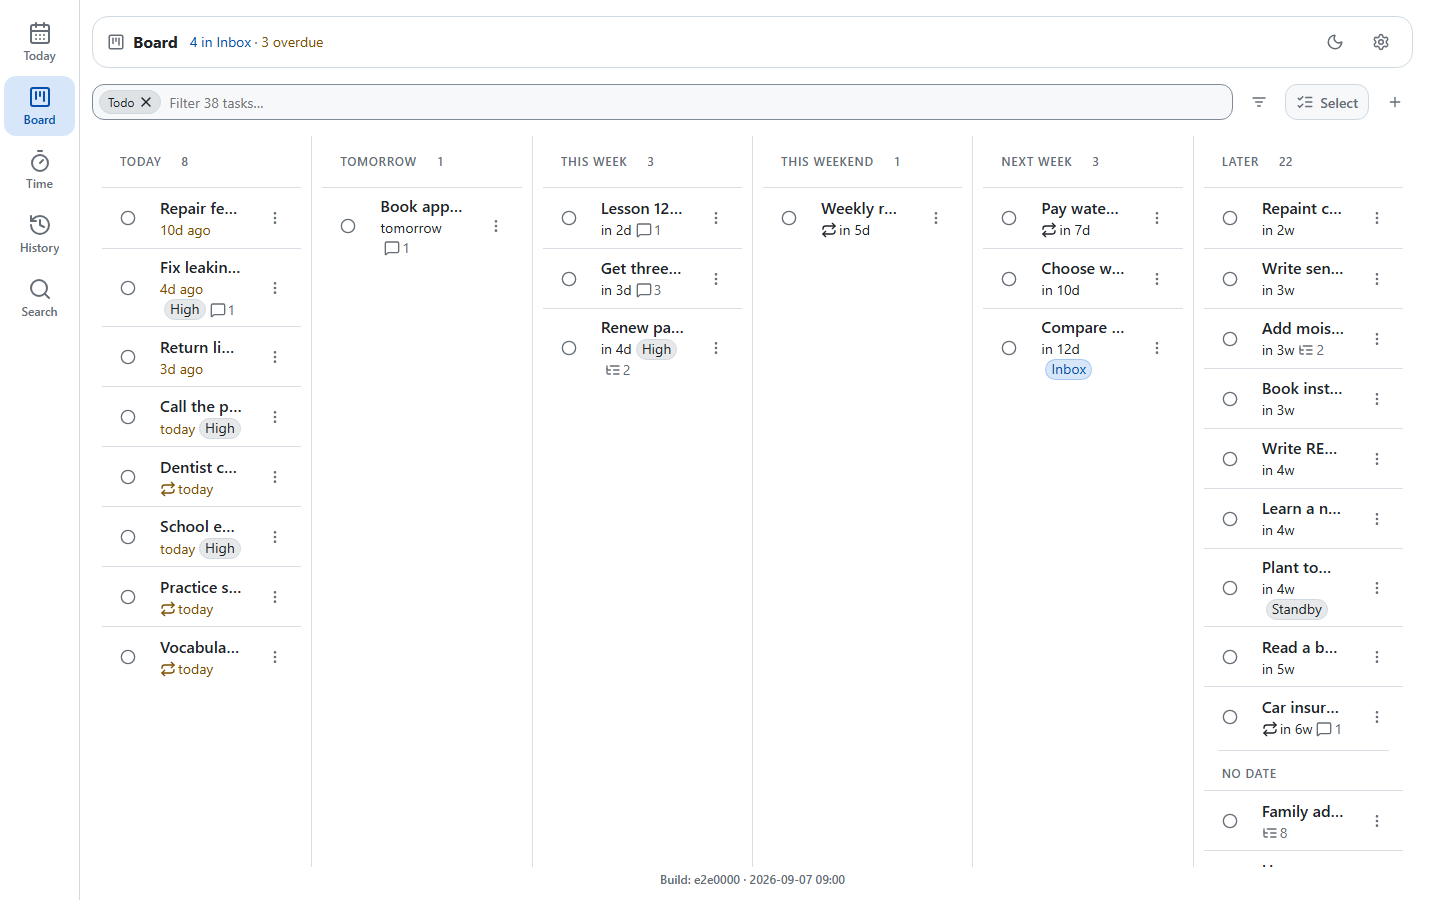 Today
Board
Time
History
Search
Board 4 in Inbox · 3 overdue
Todo Filter 38 tasks... Select
TODAY 8
Repair fe...
10d ago
Fix leakin...
4d ago
High 1
Return li...
3d ago
Call the p...
today High
Dentist c...
today
School e...
today High
Practice s...
today
Vocabula...
today
TOMORROW 1
Book app...
tomorrow
1
THIS WEEK 3
Lesson 12...
in 2d 1
Get three...
in 3d 3
Renew pa...
in 4d High
2
THIS WEEKEND 1
Weekly r...
in 5d
NEXT WEEK 3
Pay wate...
in 7d
Choose w...
in 10d
Compare ...
in 12d
Inbox
LATER 22
Repaint c...
in 2w
Write sen...
in 3w
Add mois...
in 3w 2
Book inst...
in 3w
Write RE...
in 4w
Learn a n...
in 4w
Plant to...
in 4w
Standby
Read a b...
in 5w
Car insur...
in 6w 1
NO DATE
Family ad...
8
Build: e2e0000 · 2026-09-07 09:00